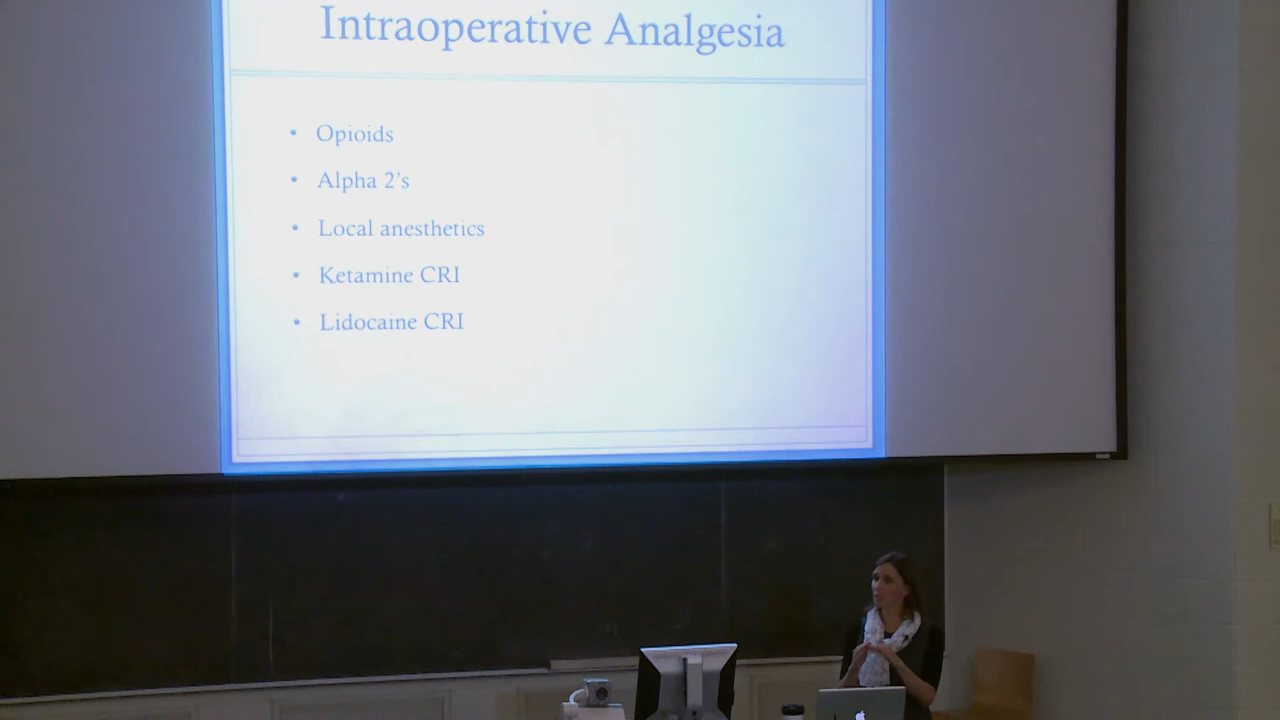 Intraoperative Analgesia
• Opioids
• Alpha 2's
• Local anesthetics
• Ketamine CRI
• Lidocaine CRI